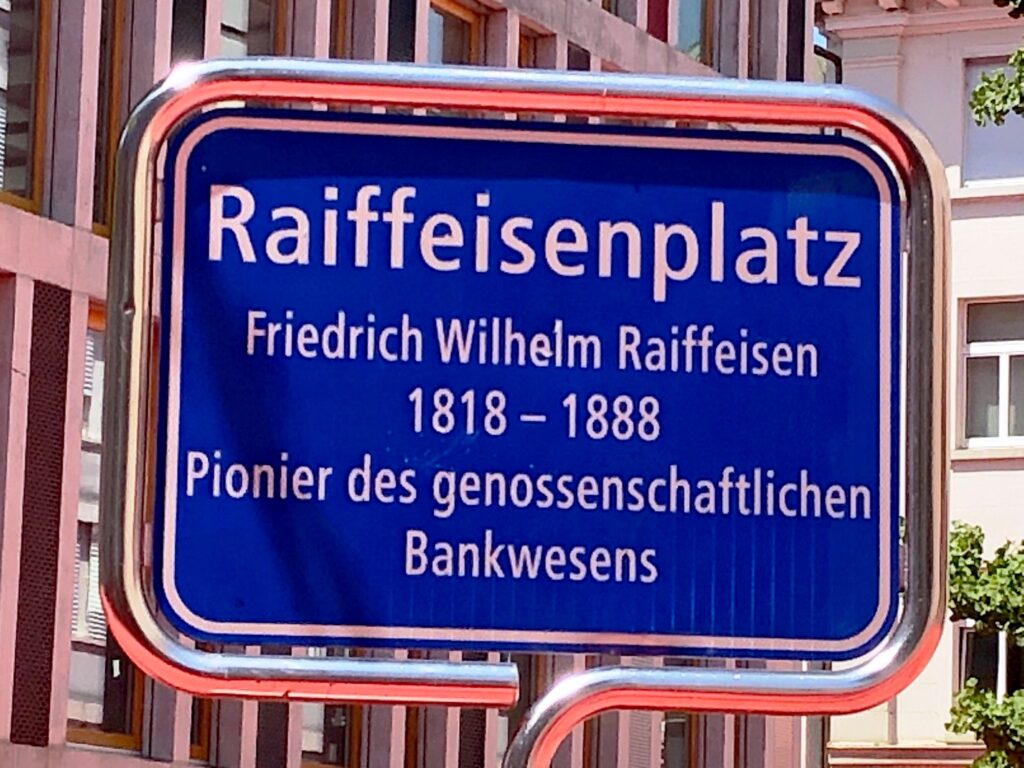 Raiffeisenplatz
Friedrich Wilhelm Raiffeisen
1818 – 1888
Pionier des genossenschaftlichen
Bankwesens